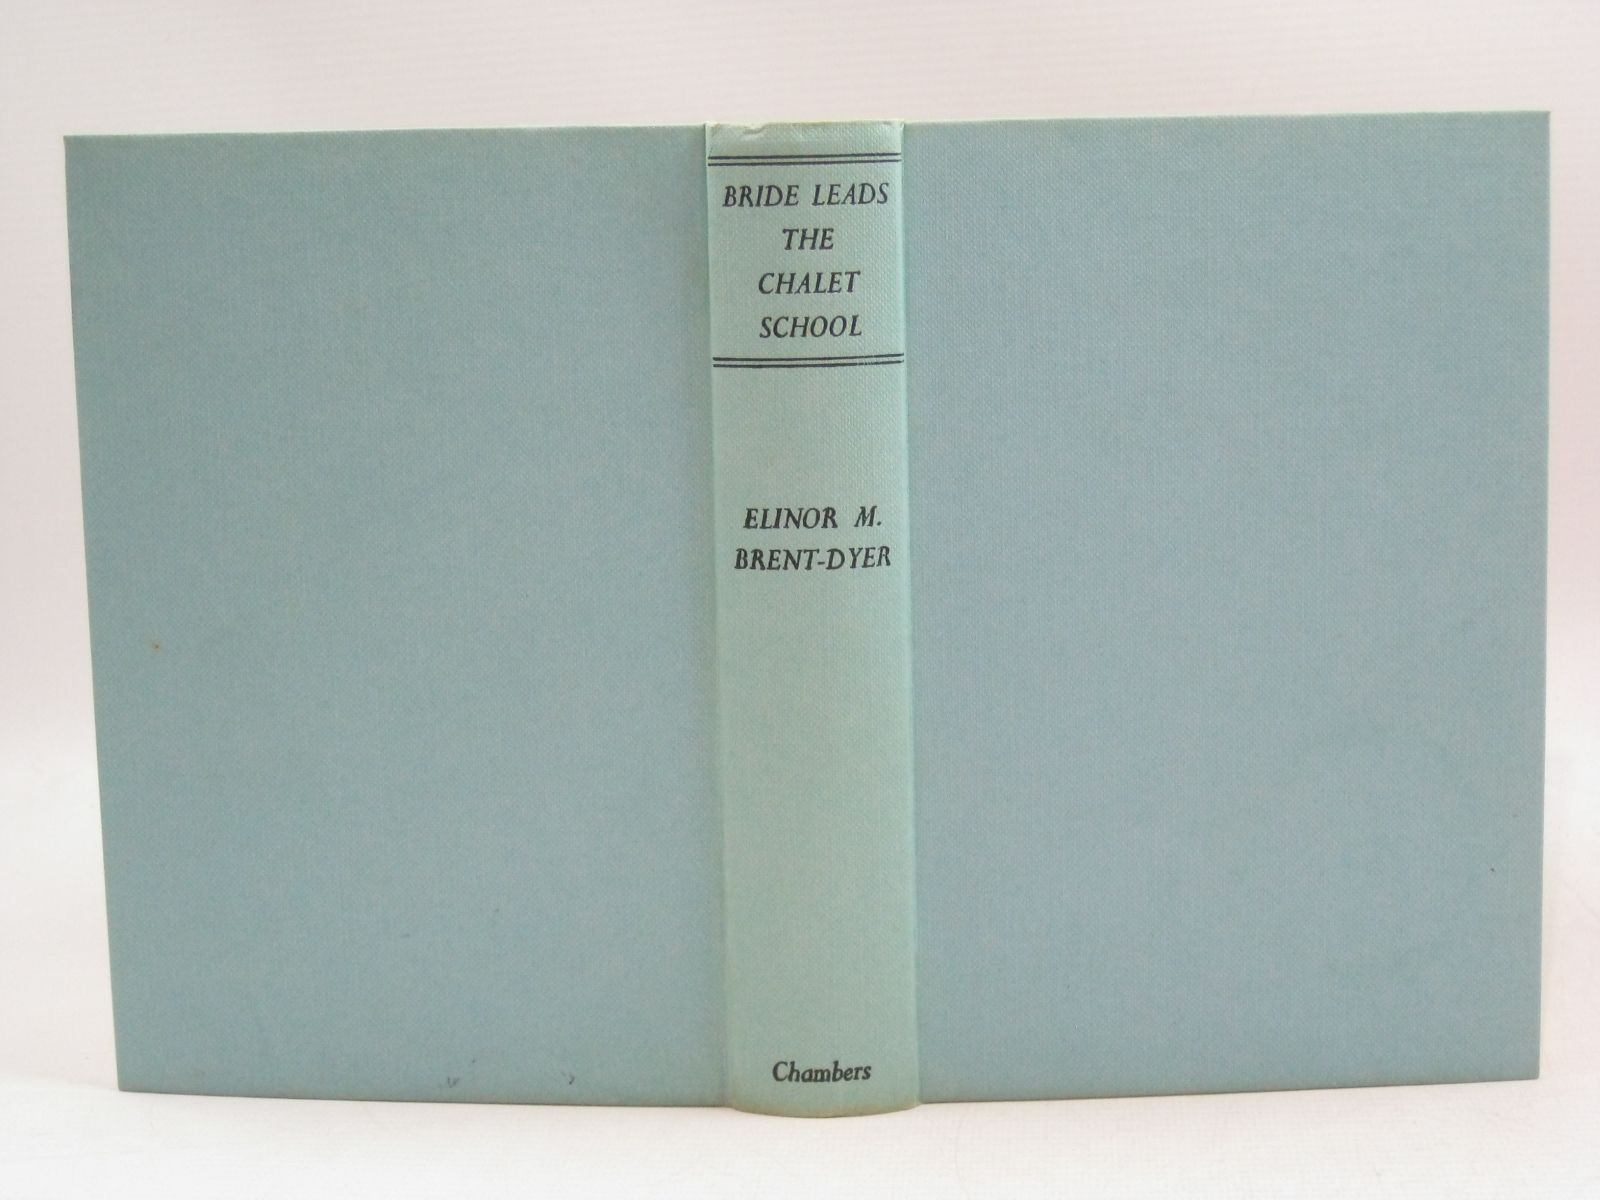 BRIDE LEADS
THE
CHALET
SCHOOL
ELINOR M.
BRENT-DYER
Chambers